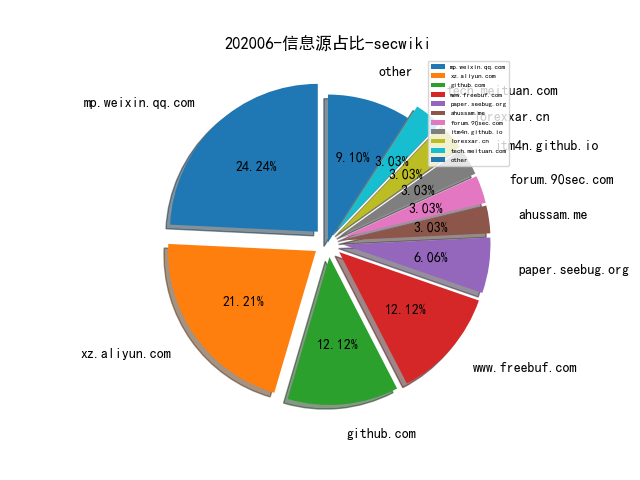 202006-信息源占比-secwiki
other
mp.weixin.qq.com
24.24%
9.10%
xz.aliyun.com
21.21%
github.com
12.12%
www.freebuf.com
12.12%
paper.seebug.org
6.06%
ahussam.me
3.03%
forum.90sec.com
3.03%
itm4n.github.io
3.03%
lorexxar.cn
3.03%
tech.meituan.com
3.03%
mp.weixin.qq.com
xz.aliyun.com
github.com
www.freebuf.com
paper.seebug.org
ahussam.me
forum.90sec.com
itm4n.github.io
lorexxar.cn
tech.meituan.com
other